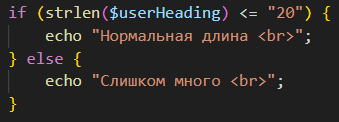 if (strlen($userHeading) <= "20") {
    echo "Нормальная длина <br>";
} else {
    echo "Слишком много <br>";
}